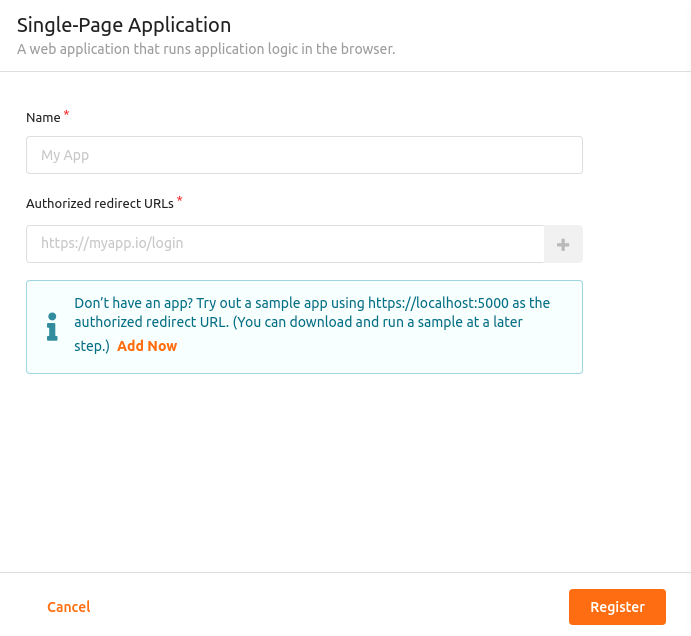 Single-Page Application
A web application that runs application logic in the browser.
Name *
My App
Authorized redirect URLs *
https://myapp.io/login
Don’t have an app? Try out a sample app using https://localhost:5000 as the
authorized redirect URL. (You can download and run a sample at a later
step.) Add Now
Cancel
Register